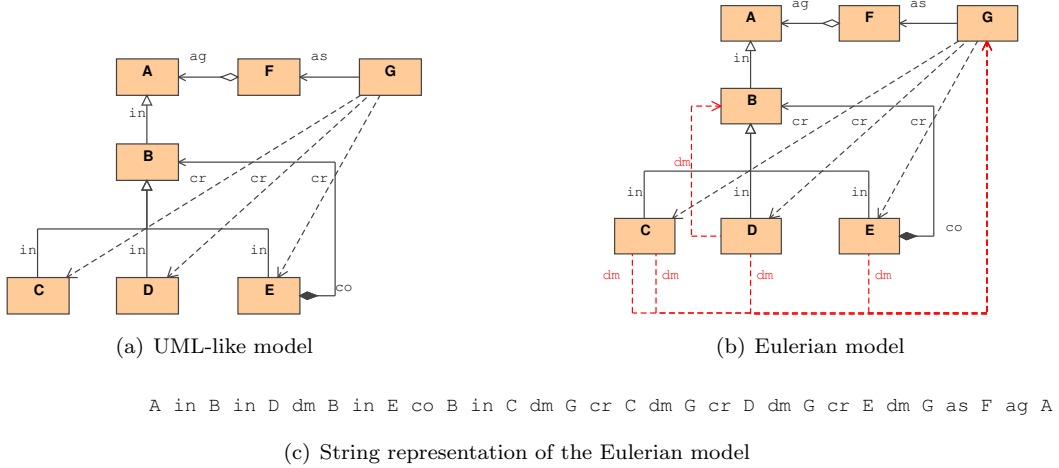 A F G A F G
ag as ag as
in in
B B
cr cr cr cr cr cr
dm
in in in in in in
C D E C D E
co co
dm dm dm dm
(a) UML-like model (b) Eulerian model
A in B in D dm B in E co B in C dm G cr C dm G cr D dm G cr E dm G as F ag A
(c) String representation of the Eulerian model